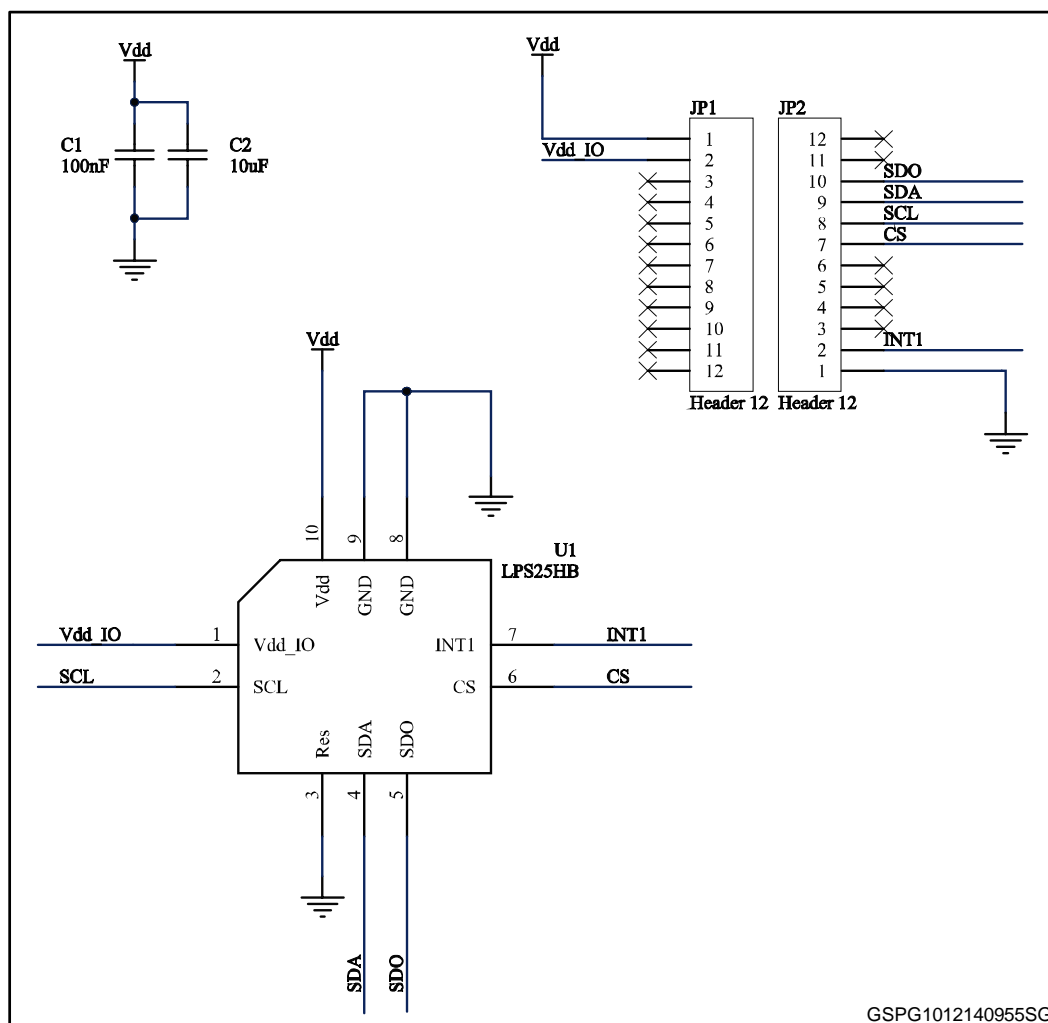 Vdd
C1
100nF
C2
10uF
Vdd
Vdd_IO
JP1
1
2
3
4
5
6
7
8
9
10
11
12
Header 12
JP2
12
11
10
9
8
7
6
5
4
3
2
1
Header 12
SDO
SDA
SCL
CS
INT1
Vdd
10
9
8
U1
LPS25HB
Vdd
GND
GND
Vdd_IO
1
Vdd_IO
INT1
7
INT1
SCL
2
SCL
CS
6
CS
Res
SDA
SDO
3
4
5
SDA
SDO
GSPG1012140955SG